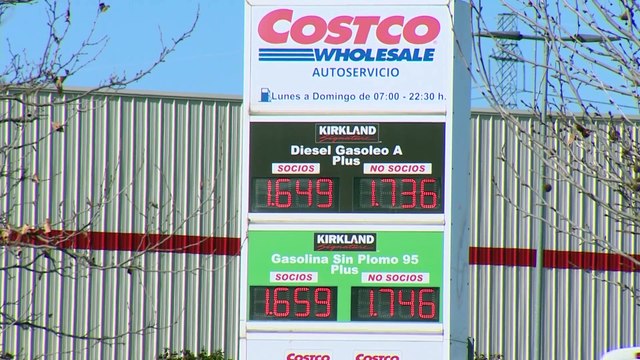 COSTCO
WHOLESALE
AUTOSERVICIO
Lunes a Domingo de 07:00 - 22:30 h.
KIRKLAND
Signature
Diesel Gasoleo A
Plus
SOCIOS NO SOCIOS
1.649 1.736
KIRKLAND
Signature
Gasolina Sin Plomo 95
Plus
SOCIOS NO SOCIOS
1.659 1.746
COSTCO COSTCO